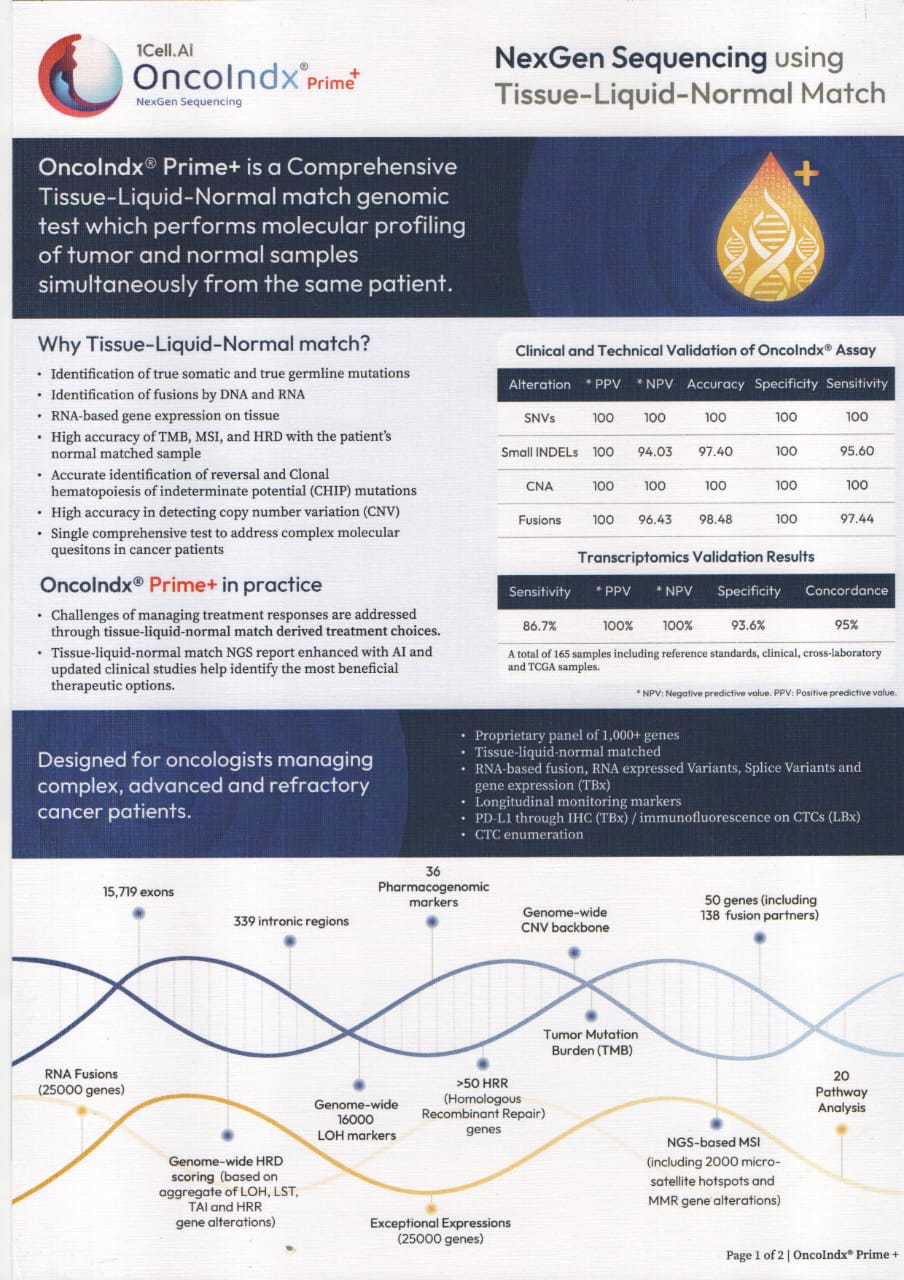 1Cell.AI
OncoIndx® Prime+
NexGen Sequencing
NexGen Sequencing using
Tissue-Liquid-Normal Match
OncoIndx® Prime+ is a Comprehensive
Tissue-Liquid-Normal match genomic
test which performs molecular profiling
of tumor and normal samples
simultaneously from the same patient.
Why Tissue-Liquid-Normal match?
• Identification of true somatic and true germline mutations
• Identification of fusions by DNA and RNA
• RNA-based gene expression on tissue
• High accuracy of TMB, MSI, and HRD with the patient's
normal matched sample
• Accurate identification of reversal and Clonal
hematopoiesis of indeterminate potential (CHIP) mutations
• High accuracy in detecting copy number variation (CNV)
• Single comprehensive test to address complex molecular
quesitons in cancer patients
OncoIndx® Prime+ in practice
• Challenges of managing treatment responses are addressed
through tissue-liquid-normal match derived treatment choices.
• Tissue-liquid-normal match NGS report enhanced with AI and
updated clinical studies help identify the most beneficial
therapeutic options.
Clinical and Technical Validation of OncoIndx® Assay
Alteration * PPV * NPV Accuracy Specificity Sensitivity
SNVs 100 100 100 100 100
Small INDELs 100 94.03 97.40 100 95.60
CNA 100 100 100 100 100
Fusions 100 96.43 98.48 100 97.44
Transcriptomics Validation Results
Sensitivity * PPV * NPV Specificity Concordance
86.7% 100% 100% 93.6% 95%
A total of 165 samples including reference standards, clinical, cross-laboratory
and TCGA samples.
* NPV: Negative predictive value. PPV: Positive predictive value.
Designed for oncologists managing
complex, advanced and refractory
cancer patients.
• Proprietary panel of 1,000+ genes
• Tissue-liquid-normal matched
• RNA-based fusion, RNA expressed Variants, Splice Variants and
gene expression (TBx)
• Longitudinal monitoring markers
• PD-L1 through IHC (TBx) / immunofluorescence on CTCs (LBx)
• CTC enumeration
15,719 exons
339 intronic regions
36
Pharmacogenomic
markers
Genome-wide
CNV backbone
50 genes (including
138 fusion partners)
RNA Fusions
(25000 genes)
Genome-wide HRD
scoring (based on
aggregate of LOH, LST,
TAI and HRR
gene alterations)
Genome-wide
16000
LOH markers
>50 HRR
(Homologous
Recombinant Repair)
genes
Tumor Mutation
Burden (TMB)
NGS-based MSI
(including 2000 micro-
satellite hotspots and
MMR gene alterations)
20
Pathway
Analysis
Exceptional Expressions
(25000 genes)
Page 1 of 2 | OncoIndx® Prime +